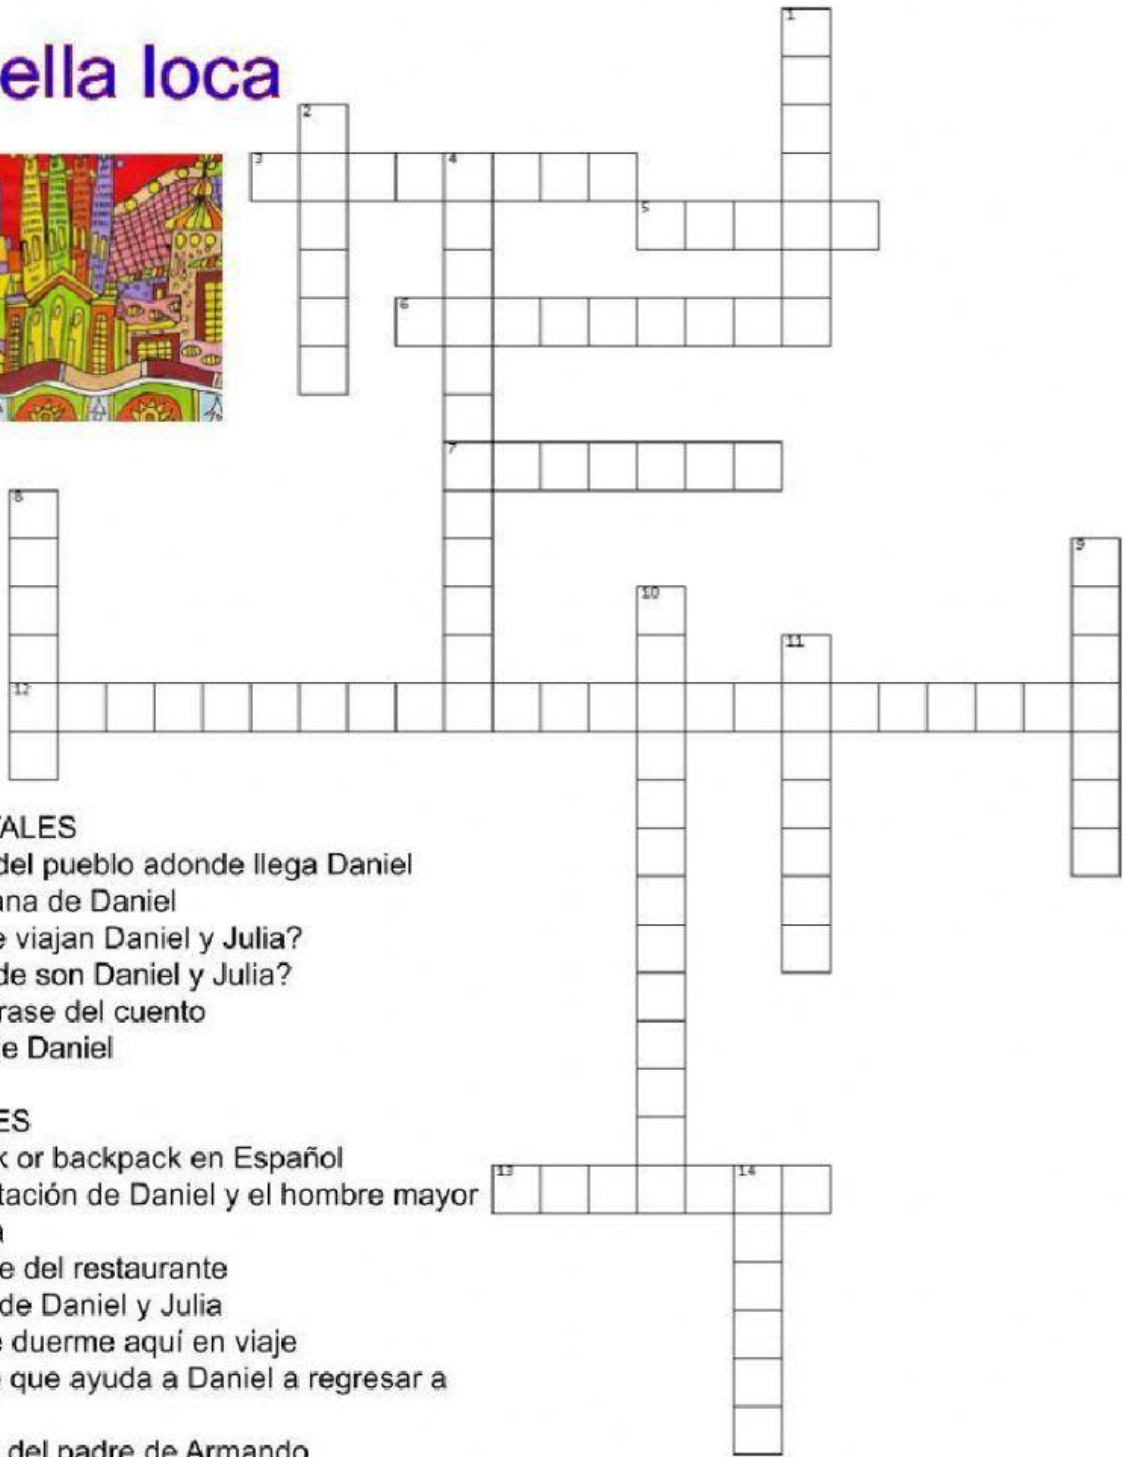 ella loca
1
2
3
4
5
6
7
8
9
10
11
12
TALES
del pueblo adonde llega Daniel
ana de Daniel
e viajan Daniel y Julia?
de son Daniel y Julia?
rase del cuento
e Daniel
ES
k or backpack en Español
tación de Daniel y el hombre mayor
13
14
a
e del restaurante
de Daniel y Julia
e duerme aquí en viaje
que ayuda a Daniel a regresar a
del padre de Armando